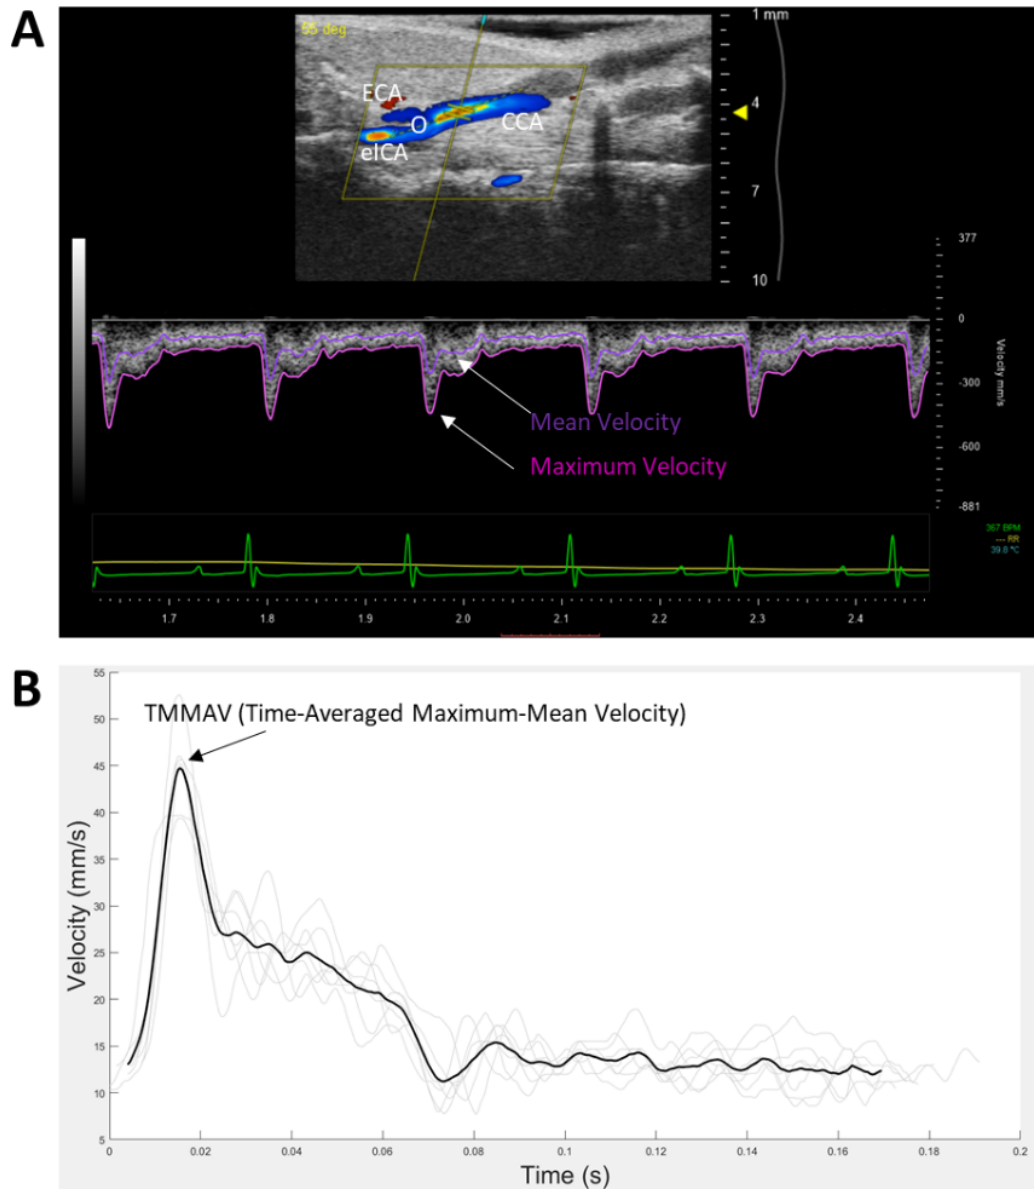 A
55 deg
1 mm
ECA
O
CCA
eICA
4
7
10
377
0
-300
-600
-881
Velocity mm/s
Mean Velocity
Maximum Velocity
367 BPM
--- RR
39.8 °C
1.7 1.8 1.9 2.0 2.1 2.2 2.3 2.4
B
TMMAV (Time-Averaged Maximum-Mean Velocity)
55
50
45
40
35
30
25
20
15
10
5
Velocity (mm/s)
0 0.02 0.04 0.06 0.08 0.1 0.12 0.14 0.16 0.18 0.2
Time (s)